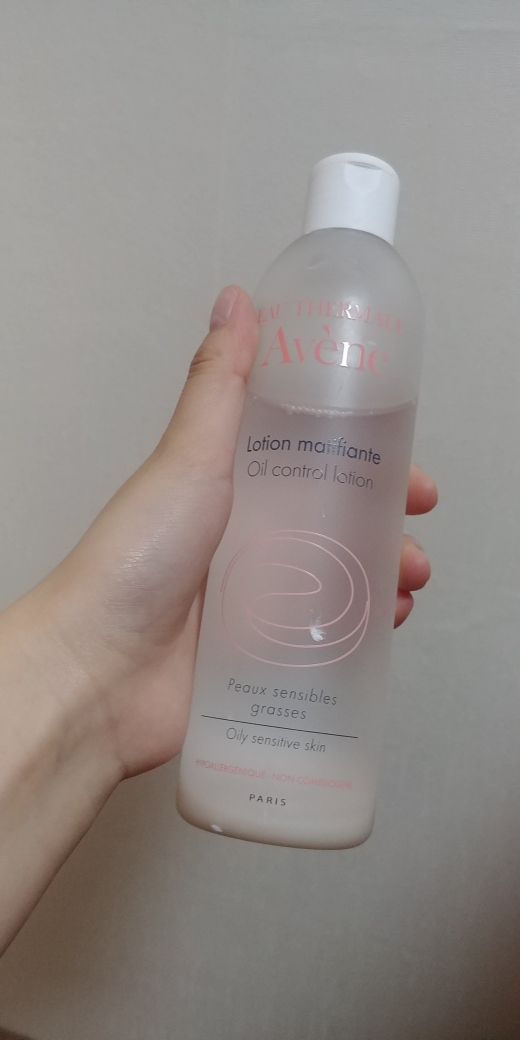 EAU THERMALE
Avène
Lotion matifiante
Oil control lotion
Peaux sensibles
grasses
Oily sensitive skin
HYPOALLERGÉNIQUE - NON COMÉDOGÈNE
PARIS